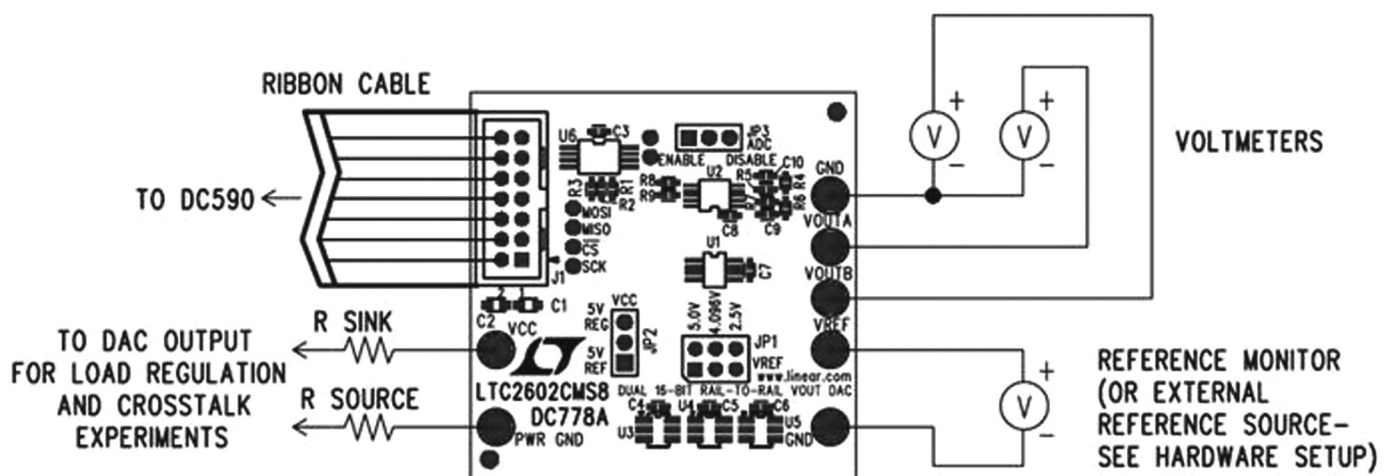 RIBBON CABLE
TO DC590
TO DAC OUTPUT
FOR LOAD REGULATION
AND CROSSTALK
EXPERIMENTS
R SINK
R SOURCE
U6
C3
JP3
ADC
ENABLE DISABLE
R3
R1
R2
MOSI
MISO
CS
SCK
J1
R8
R9
U2
R5
C10
R4
R7
R6
C8
C9
U1
C7
2 1
C1
C2
VCC
VCC
5V
REG
5V
REF
JP2
5.0V
4.096V
2.5V
JP1
VREF
www.linear.com
LTC2602CMS8
DUAL 16-BIT RAIL-TO-RAIL VOUT DAC
DC778A
C4
U4
C5
C6
U3
U5
PWR GND
GND
GND
VOUTA
VOUTB
VREF
+
V
-
+
V
-
VOLTMETERS
+
V
-
REFERENCE MONITOR
(OR EXTERNAL
REFERENCE SOURCE-
SEE HARDWARE SETUP)